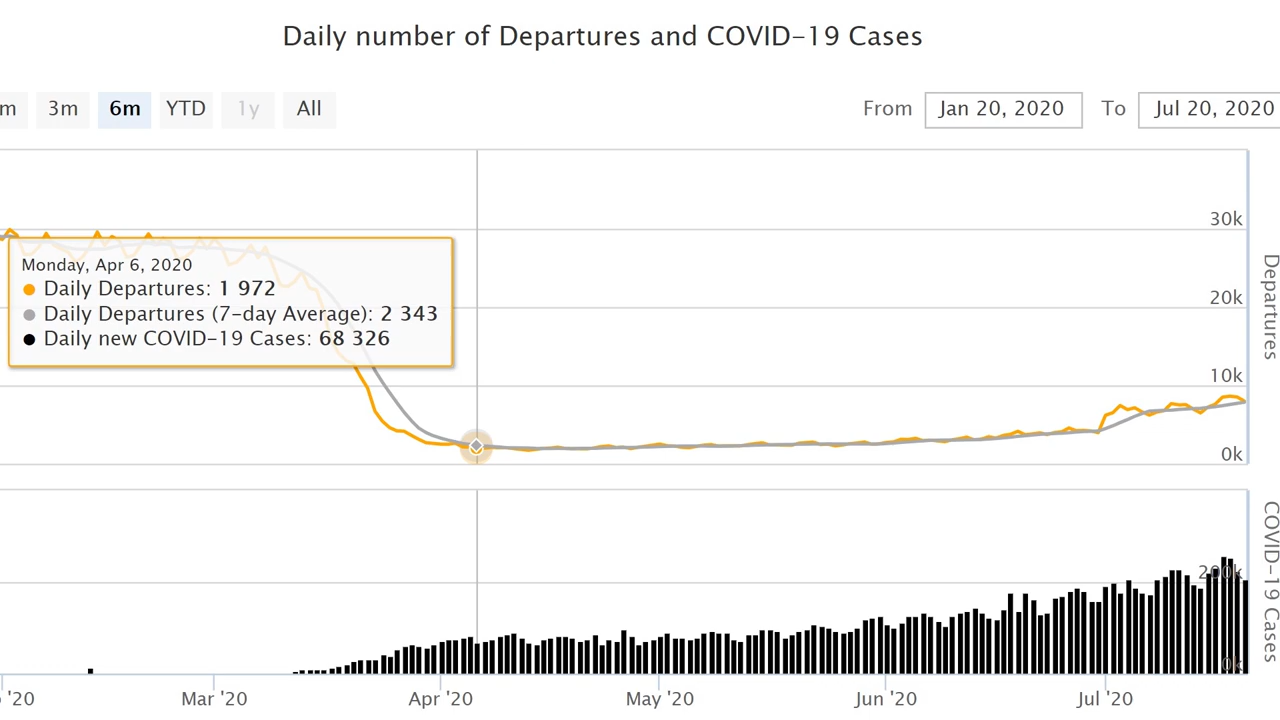 Daily number of Departures and COVID-19 Cases
m 3m 6m YTD 1y All From Jan 20, 2020 To Jul 20, 2020
30k
Monday, Apr 6, 2020
Daily Departures: 1 972
Daily Departures (7-day Average): 2 343
Daily new COVID-19 Cases: 68 326
20k
10k
0k
Departures
200k
0k
COVID-19 Cases
'20 Mar '20 Apr '20 May '20 Jun '20 Jul '20